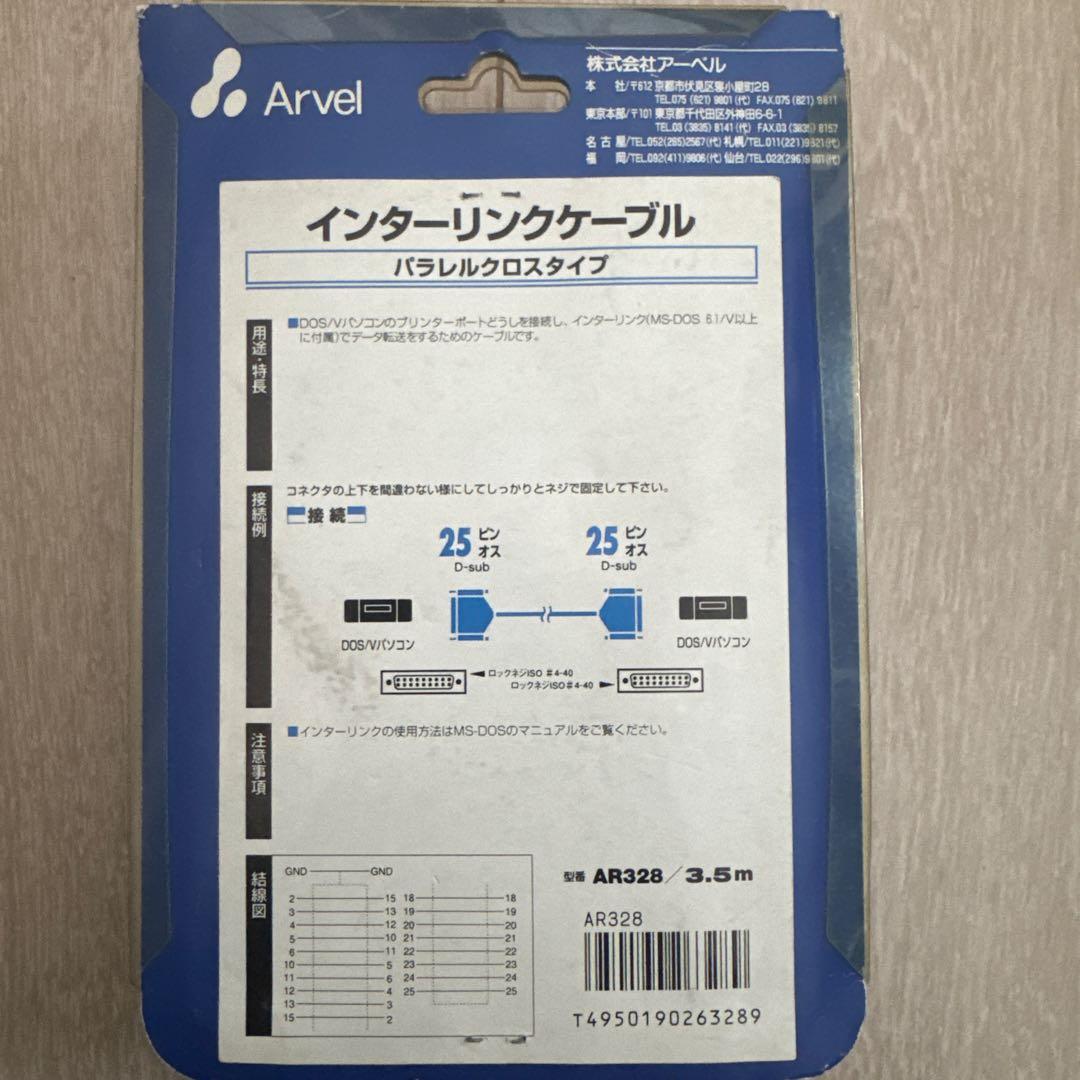 Arvel
株式会社アーベル
本 社/〒612 京都市伏見区寝小屋町28
TEL.075 (621) 9801(代) FAX.075 (621) 9811
東京本部/〒101 東京都千代田区外神田6-6-1
TEL.03 (3835) 8141 (代) FAX.03 (3835) 8157
名古屋/TEL.052(265)2567(代) 札幌/TEL.011(221)9321(代)
福 岡/TEL.092(411)9806(代) 仙台/TEL.022(296)9801(代)
インターリンクケーブル
パラレルクロスタイプ
用途・特長
■DOS/Vパソコンのプリンターポートどうしを接続し、インターリンク(MS-DOS 6.1/V以上
に付属)でデータ転送をするためのケーブルです。
接続例
コネクタの上下を間違わない様にしてしっかりとネジで固定して下さい。
接続
25 ピン オス 25 ピン オス
D-sub D-sub
DOS/Vパソコン DOS/Vパソコン
ロックネジISO #4-40
ロックネジISO #4-40
注意事項
■インターリンクの使用方法はMS-DOSのマニュアルをご覧ください。
結線図
GND GND
2 15 18 18
3 13 19 19
4 12 20 20
5 10 21 21
6 11 22 22
10 5 23 23
11 6 24 24
12 4 25 25
13 3
15 2
型番 AR328/3.5m
AR328
T4950190263289